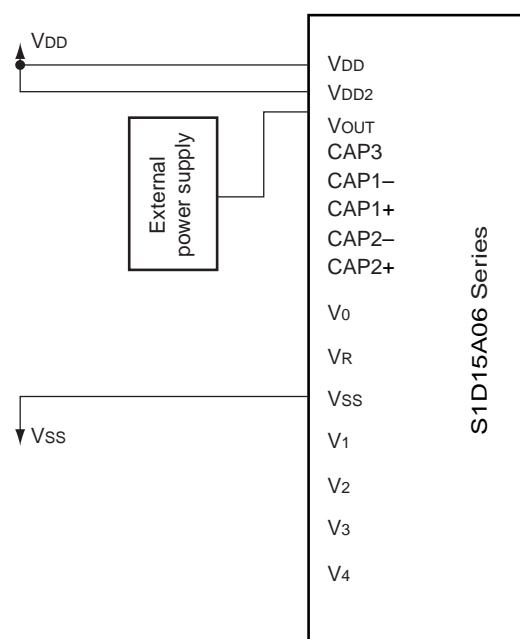 VDD
VDD
VDD2
VOUT
CAP3
CAP1–
CAP1+
CAP2–
CAP2+
V0
VR
VSS
V1
V2
V3
V4
External
power supply
VSS
S1D15A06 Series